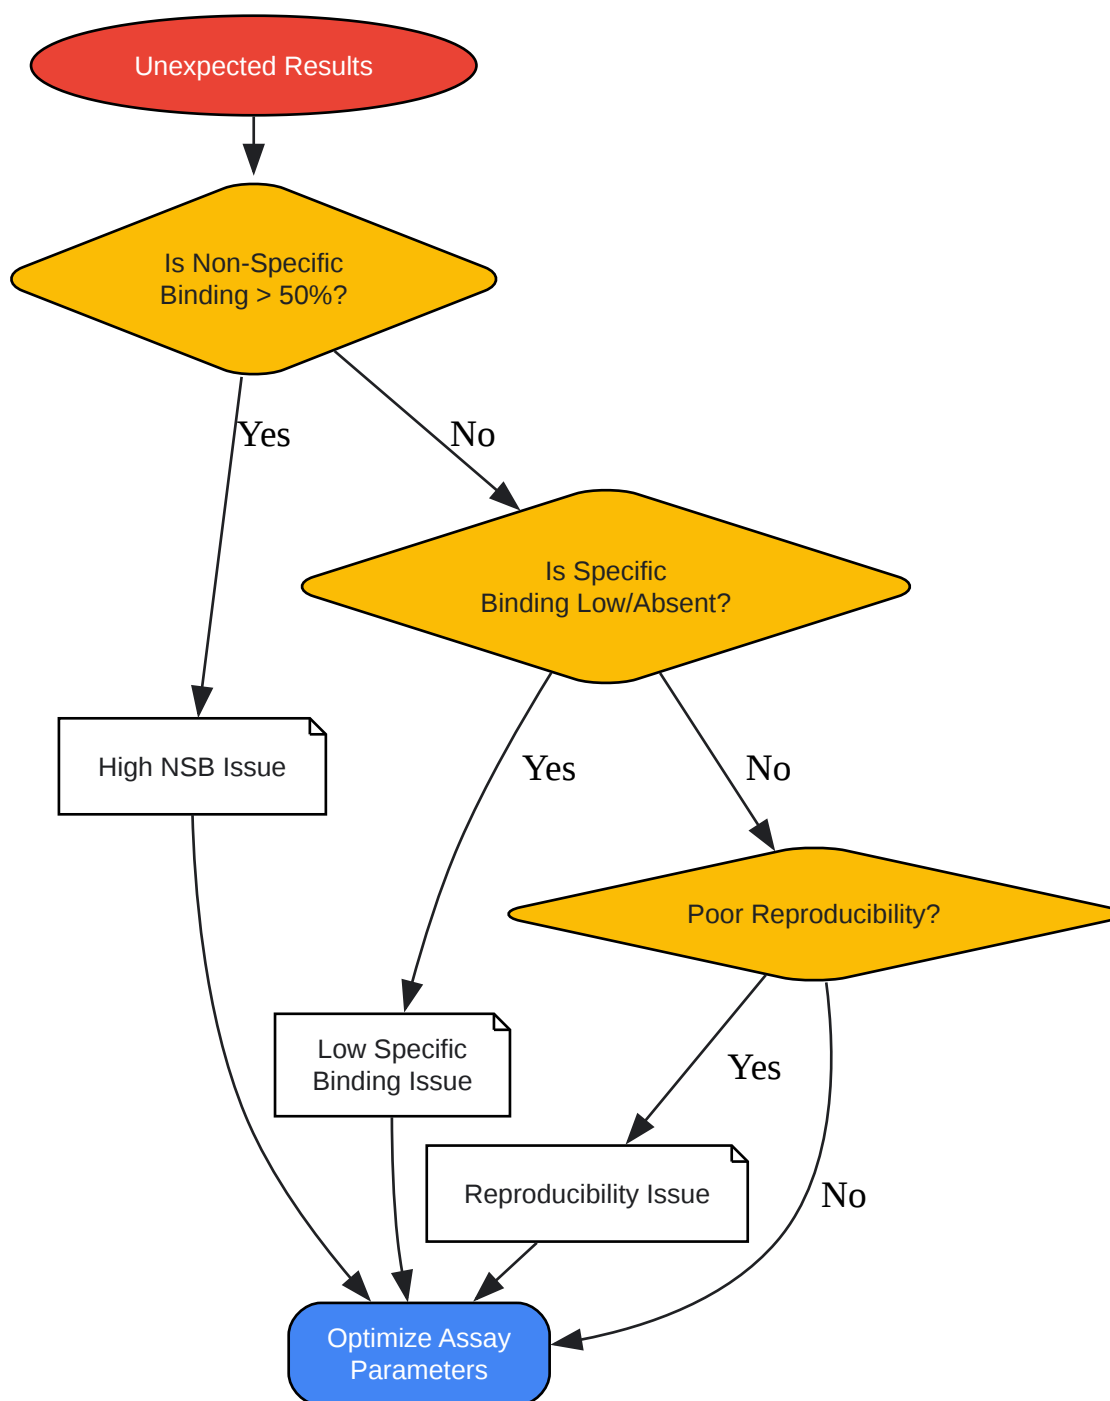 Unexpected Results
Is Non-Specific
Binding > 50%?
Yes
No
Is Specific
Binding Low/Absent?
High NSB Issue
Yes
No
Poor Reproducibility?
Low Specific
Binding Issue
Yes
Reproducibility Issue
No
Optimize Assay
Parameters